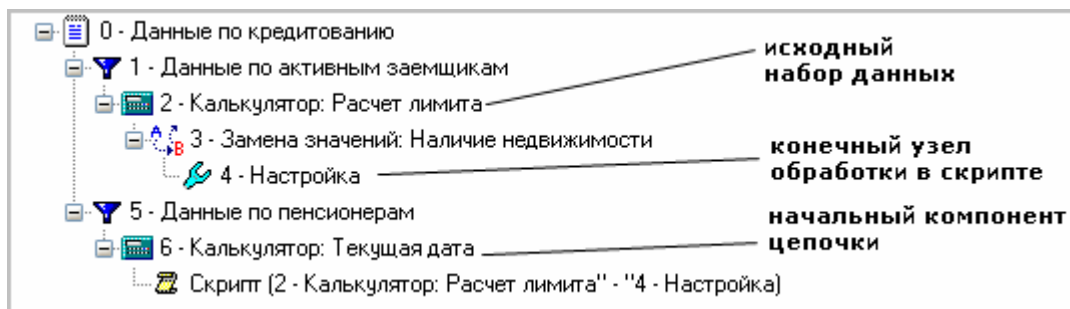 0 - Данные по кредитованию
1 - Данные по активным заемщикам
2 - Калькулятор: Расчет лимита
3 - Замена значений: Наличие недвижимости
4 - Настройка
5 - Данные по пенсионерам
6 - Калькулятор: Текущая дата
Скрипт (2 - Калькулятор: Расчет лимита" - "4 - Настройка)
исходный
набор данных
конечный узел
обработки в скрипте
начальный компонент
цепочки